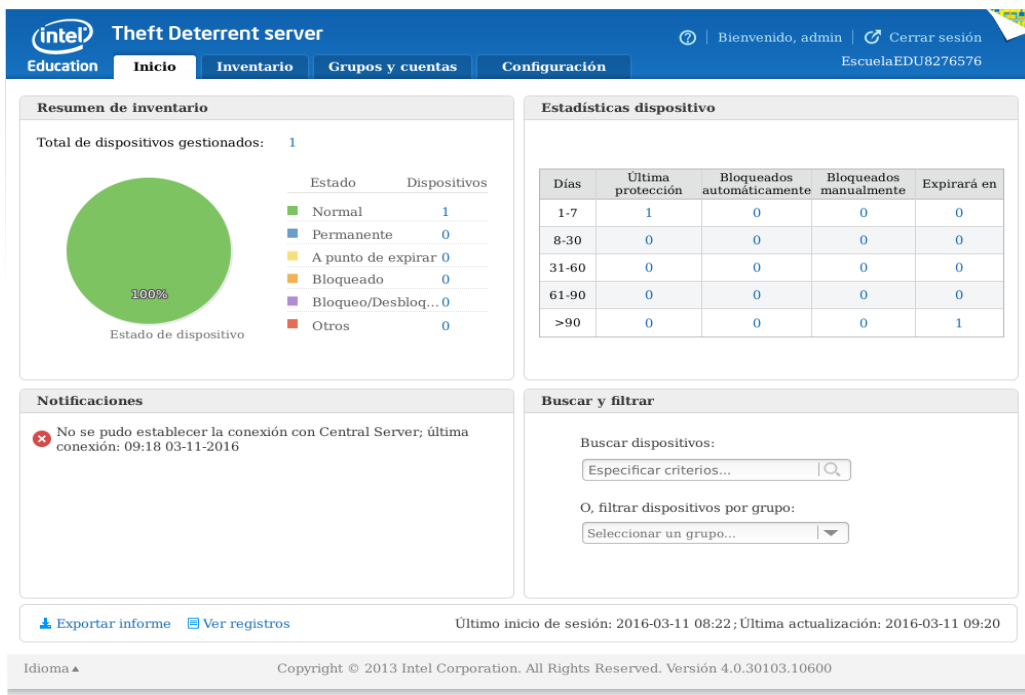 intel
Education
Theft Deterrent server
Bienvenido, admin | Cerrar sesión
EscuelaEDU8276576
Inicio Inventario Grupos y cuentas Configuración
Resumen de inventario
Total de dispositivos gestionados: 1
Estado Dispositivos
Normal 1
Permanente 0
A punto de expirar 0
Bloqueado 0
Bloqueo/Desbloq... 0
Otros 0
100%
Estado de dispositivo
Estadísticas dispositivo
Días Última protección Bloqueados automáticamente Bloqueados manualmente Expirará en
1-7 1 0 0 0
8-30 0 0 0 0
31-60 0 0 0 0
61-90 0 0 0 0
>90 0 0 0 1
Notificaciones
No se pudo establecer la conexión con Central Server; última
conexión: 09:18 03-11-2016
Buscar y filtrar
Buscar dispositivos:
Especificar criterios...
O, filtrar dispositivos por grupo:
Seleccionar un grupo...
Exportar informe Ver registros
Último inicio de sesión: 2016-03-11 08:22; Última actualización: 2016-03-11 09:20
Idioma
Copyright © 2013 Intel Corporation. All Rights Reserved. Versión 4.0.30103.10600